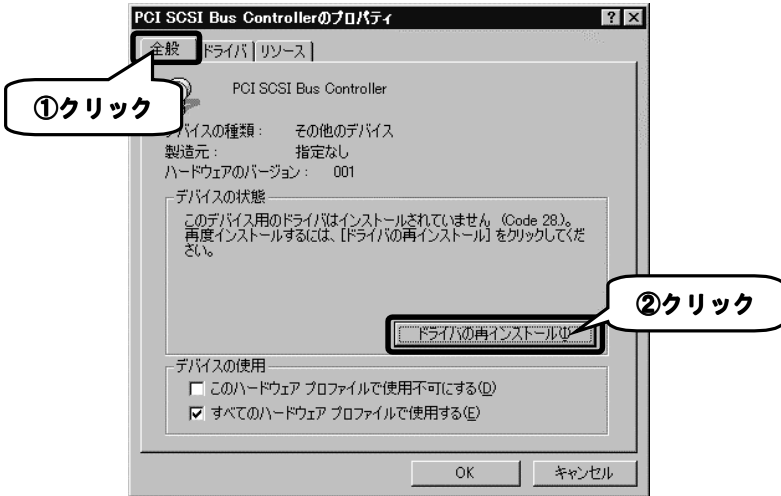 PCI SCSI Bus Controllerのプロパティ
全般 ドライバ リソース
①クリック
PCI SCSI Bus Controller
デバイスの種類： その他のデバイス
製造元： 指定なし
ハードウェアのバージョン： 001
デバイスの状態
このデバイス用のドライバはインストールされていません (Code 28.)。
再度インストールするには、[ドライバの再インストール] をクリックしてくだ
さい。
②クリック
ドライバの再インストール(I)
デバイスの使用
このハードウェア プロファイルで使用不可にする(D)
すべてのハードウェア プロファイルで使用する(E)
OK キャンセル